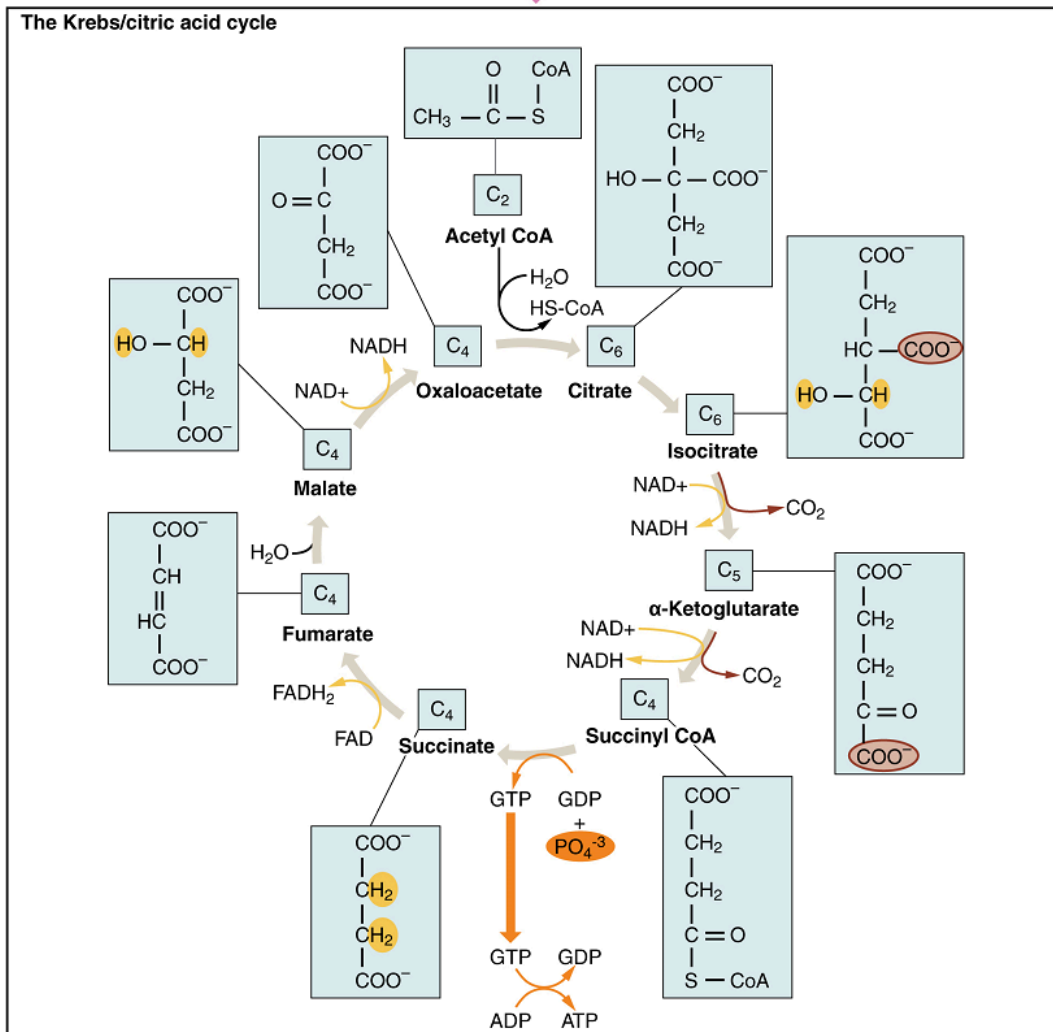 The Krebs/citric acid cycle
O CoA
CH₃ — C — S
C₂
Acetyl CoA
H₂O
HS-CoA
COO⁻
O=C
CH₂
COO⁻
C₄
Oxaloacetate
COO⁻
CH₂
HO — C — COO⁻
CH₂
COO⁻
C₆
Citrate
COO⁻
CH₂
HC — COO⁻
HO — CH
COO⁻
C₆
Isocitrate
NAD+
NADH
CO₂
C₅
α-Ketoglutarate
COO⁻
CH₂
CH₂
C = O
COO⁻
NAD+
NADH
CO₂
C₄
Succinyl CoA
COO⁻
CH₂
CH₂
C = O
S — CoA
GTP
GDP
+
PO₄⁻³
GTP
GDP
ADP
ATP
C₄
Succinate
COO⁻
CH₂
CH₂
COO⁻
FADH₂
FAD
C₄
Fumarate
COO⁻
CH
HC
COO⁻
H₂O
C₄
Malate
COO⁻
HO — CH
CH₂
COO⁻
NAD+
NADH